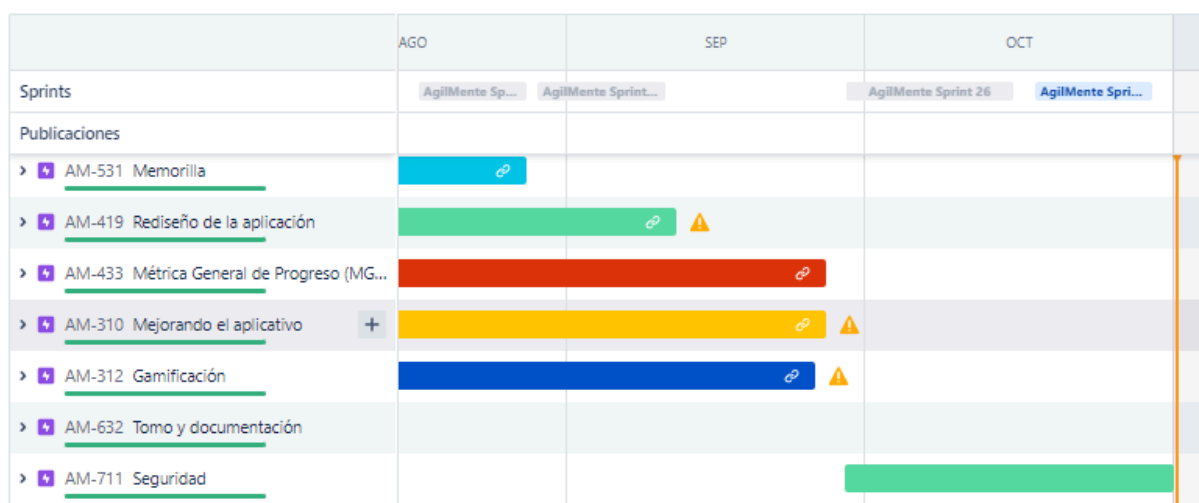 AGO SEP OCT
Sprints AgilMente Sp... AgilMente Sprint... AgilMente Sprint 26 AgilMente Spri...
Publicaciones
AM-531 Memorilla
AM-419 Rediseño de la aplicación
AM-433 Métrica General de Progreso (MG...
AM-310 Mejorando el aplicativo +
AM-312 Gamificación
AM-632 Tomo y documentación
AM-711 Seguridad